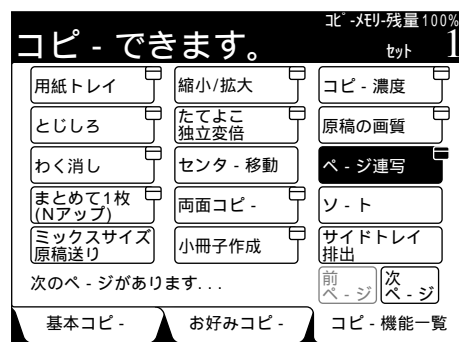 コピ-メモリ-残量100%
コピ-できます。
セット 1
用紙トレイ
縮小/拡大
コピ-濃度
とじしろ
たてよこ
独立変倍
原稿の画質
わく消し
センタ-移動
ペ-ジ連写
まとめて1枚
(Nアップ)
両面コピ-
ソ-ト
ミックスサイズ
原稿送り
小冊子作成
サイドトレイ
排出
次のペ-ジがあります...
前
ペ-ジ
次
ペ-ジ
基本コピ-
お好みコピ-
コピ-機能一覧